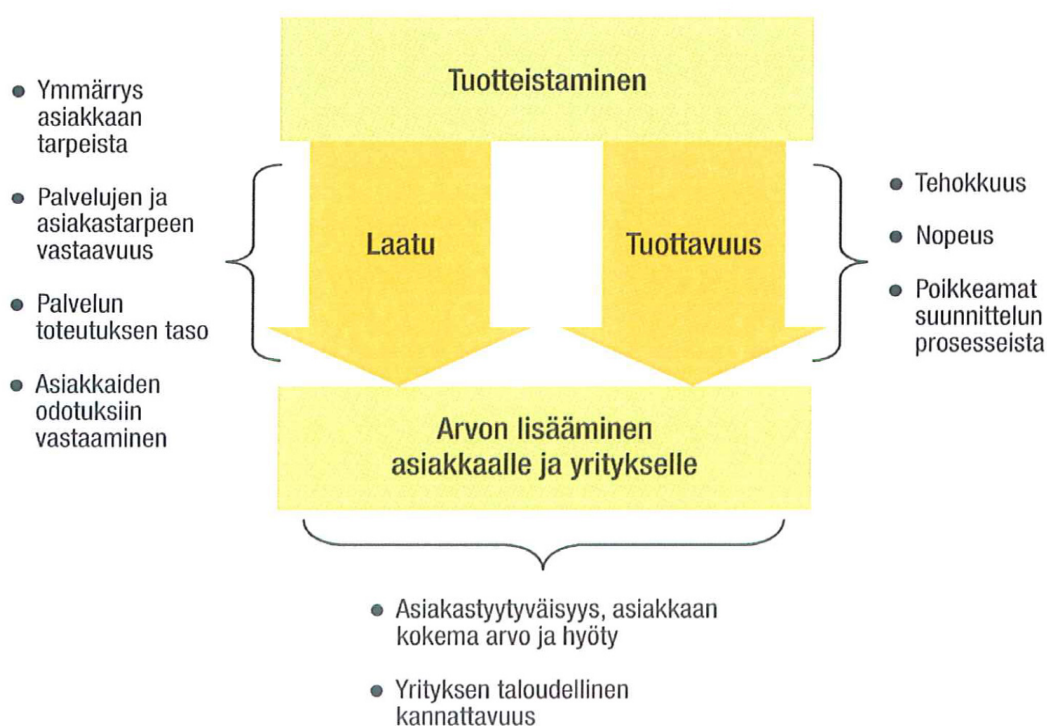 Tuotteistaminen
● Ymmärrys
asiakkaan
tarpeista
● Palvelujen ja
asiakastarpeen
vastaavuus
● Palvelun
toteutuksen taso
● Asiakkaiden
odotuksiin
vastaaminen
Laatu
Tuottavuus
● Tehokkuus
● Nopeus
● Poikkeamat
suunnittelun
prosesseista
Arvon lisääminen
asiakkaalle ja yritykselle
● Asiakastyytyväisyys, asiakkaan
kokema arvo ja hyöty
● Yrityksen taloudellinen
kannattavuus